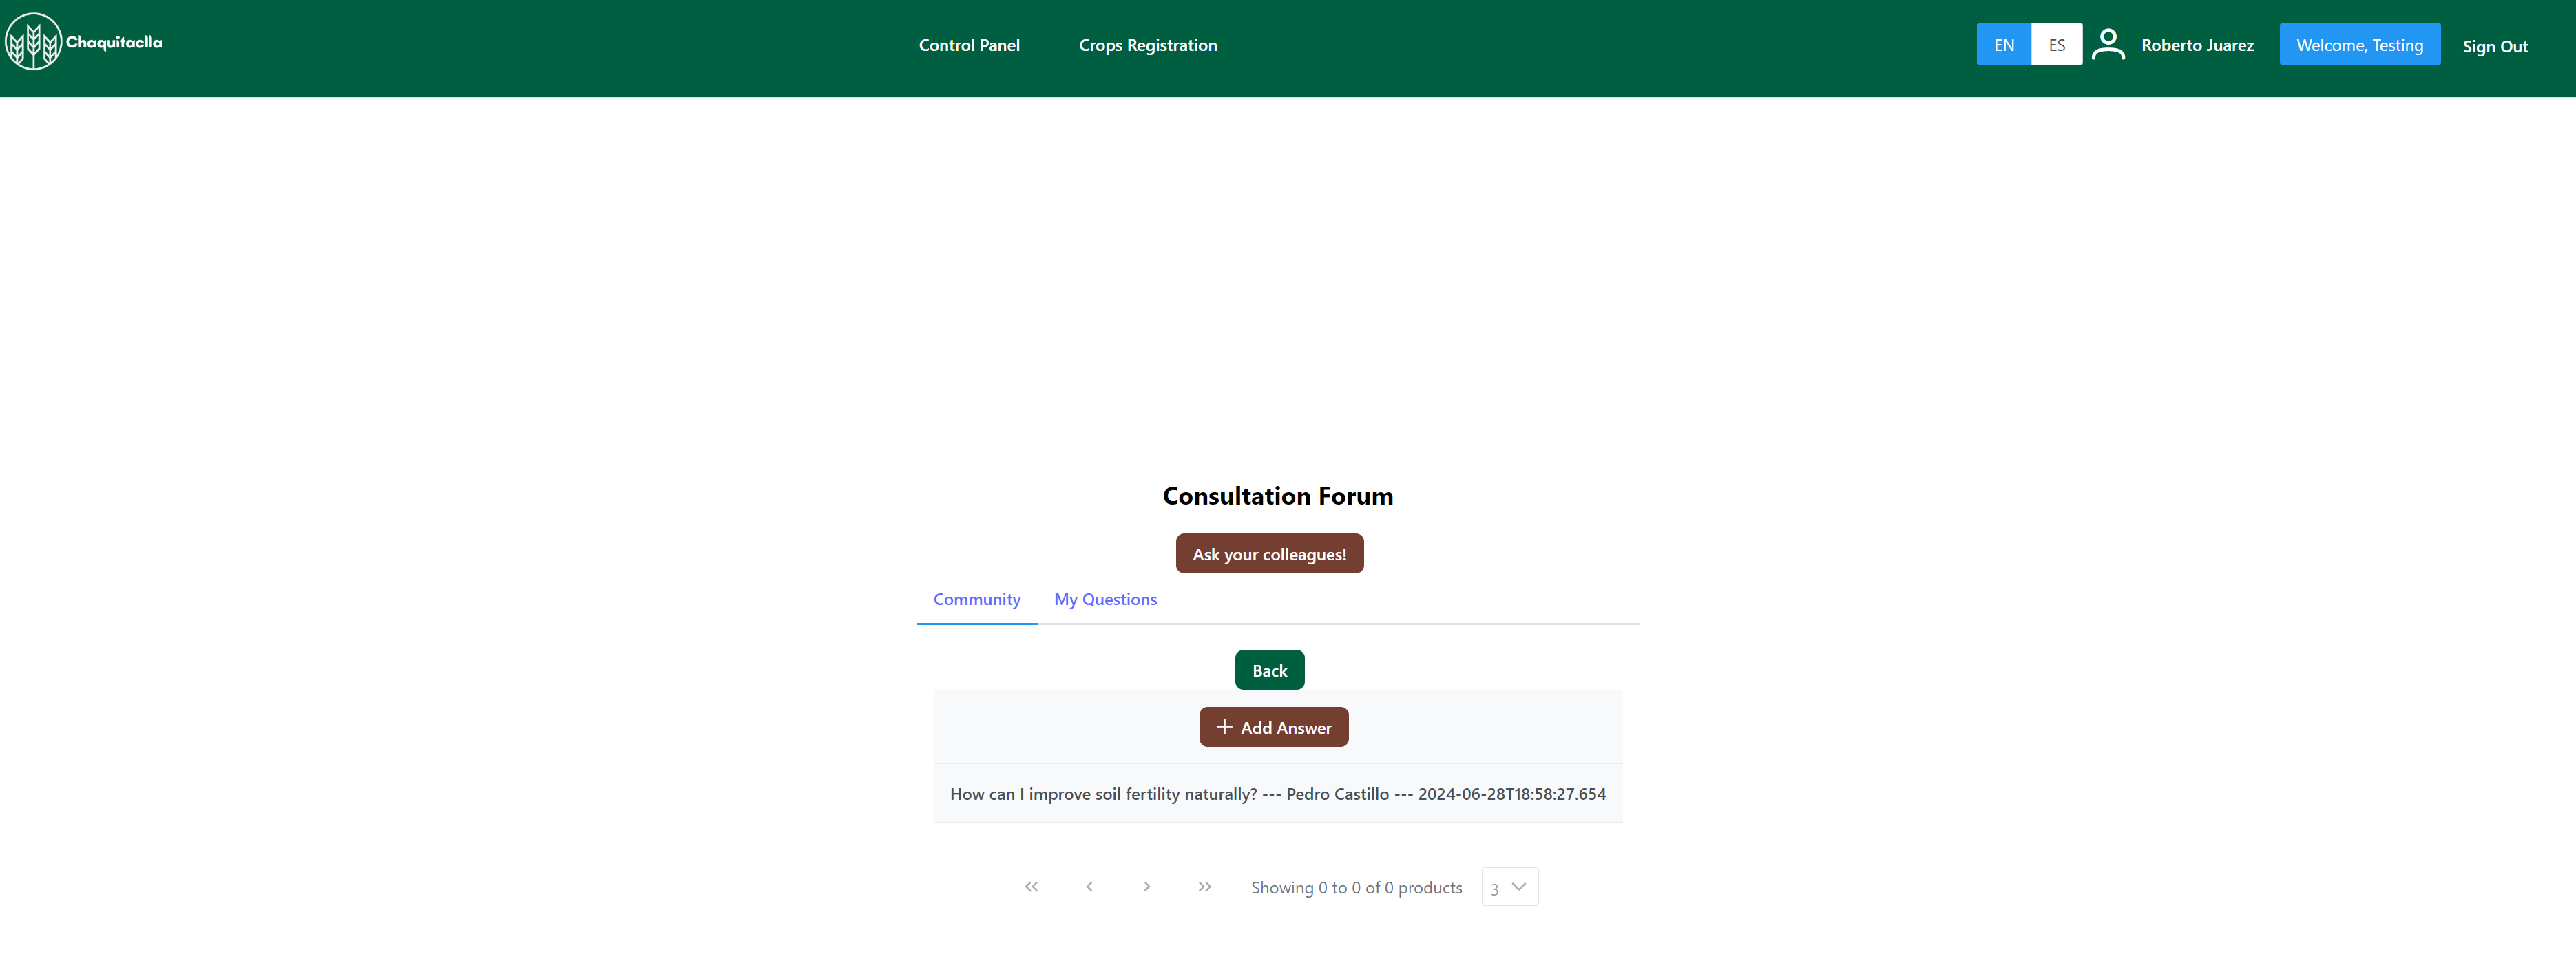 Chaquitaclla
Control Panel
Crops Registration
EN
ES
Roberto Juarez
Welcome, Testing
Sign Out
Consultation Forum
Ask your colleagues!
Community
My Questions
Back
Add Answer
How can I improve soil fertility naturally? --- Pedro Castillo --- 2024-06-28T18:58:27.654
Showing 0 to 0 of 0 products
3